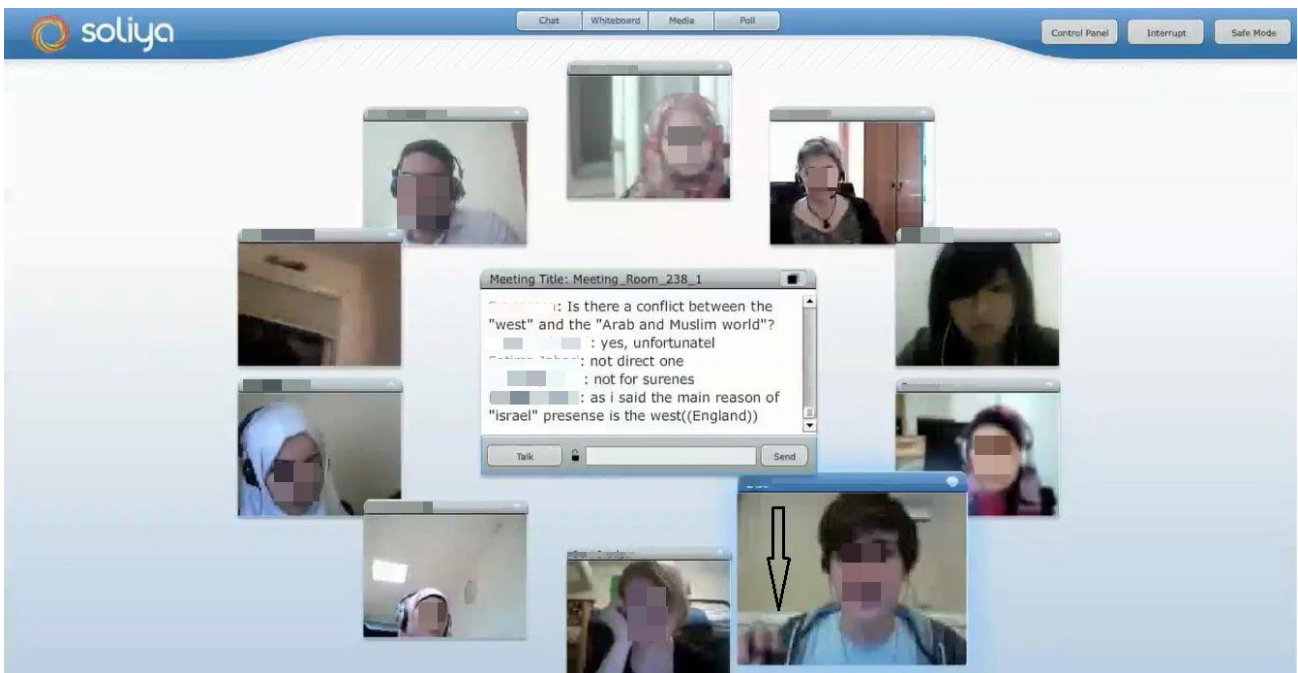 soliya
Chat Whiteboard Media Poll
Control Panel Interrupt Safe Mode
Meeting Title: Meeting_Room_238_1
: Is there a conflict between the
"west" and the "Arab and Muslim world"?
: yes, unfortunatel
: not direct one
: not for surenes
: as i said the main reason of
"israel" presense is the west((England))
Talk Send